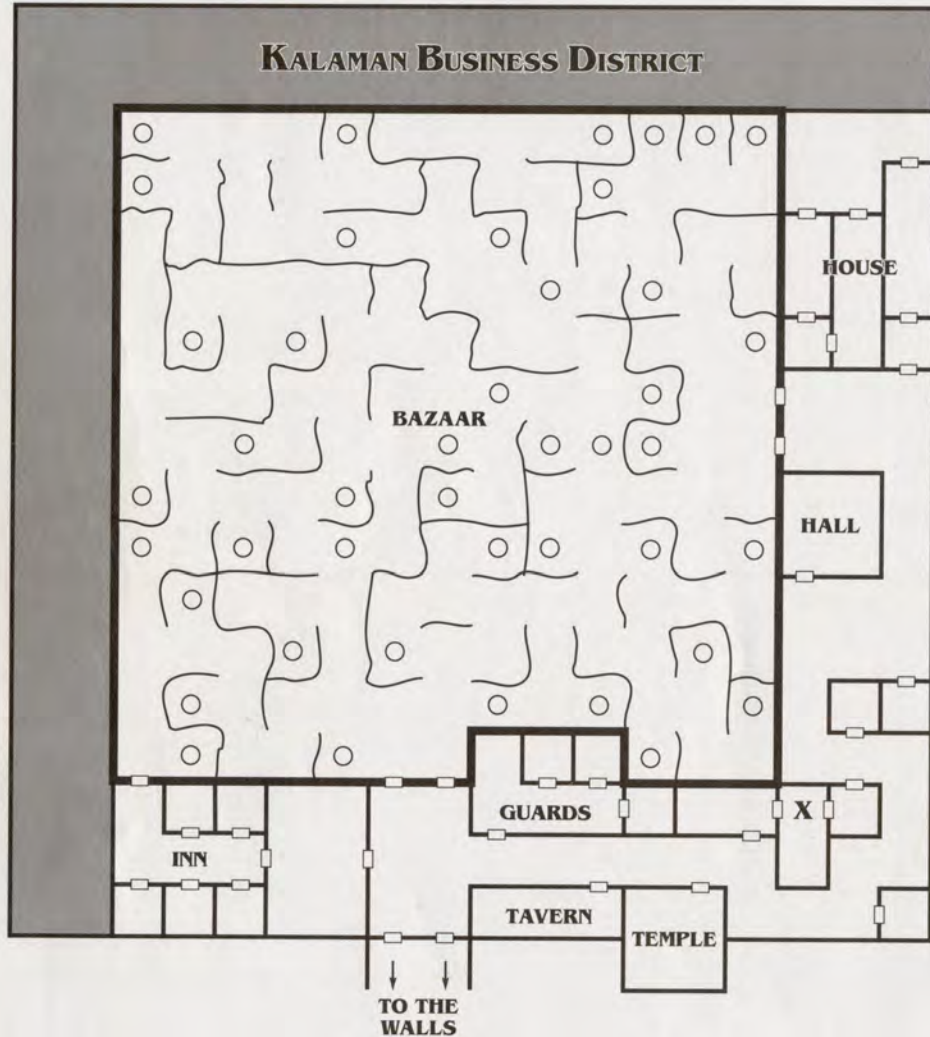 KALAMAN BUSINESS DISTRICT
HOUSE
BAZAAR
HALL
GUARDS
X
INN
TAVERN
TEMPLE
TO THE
WALLS